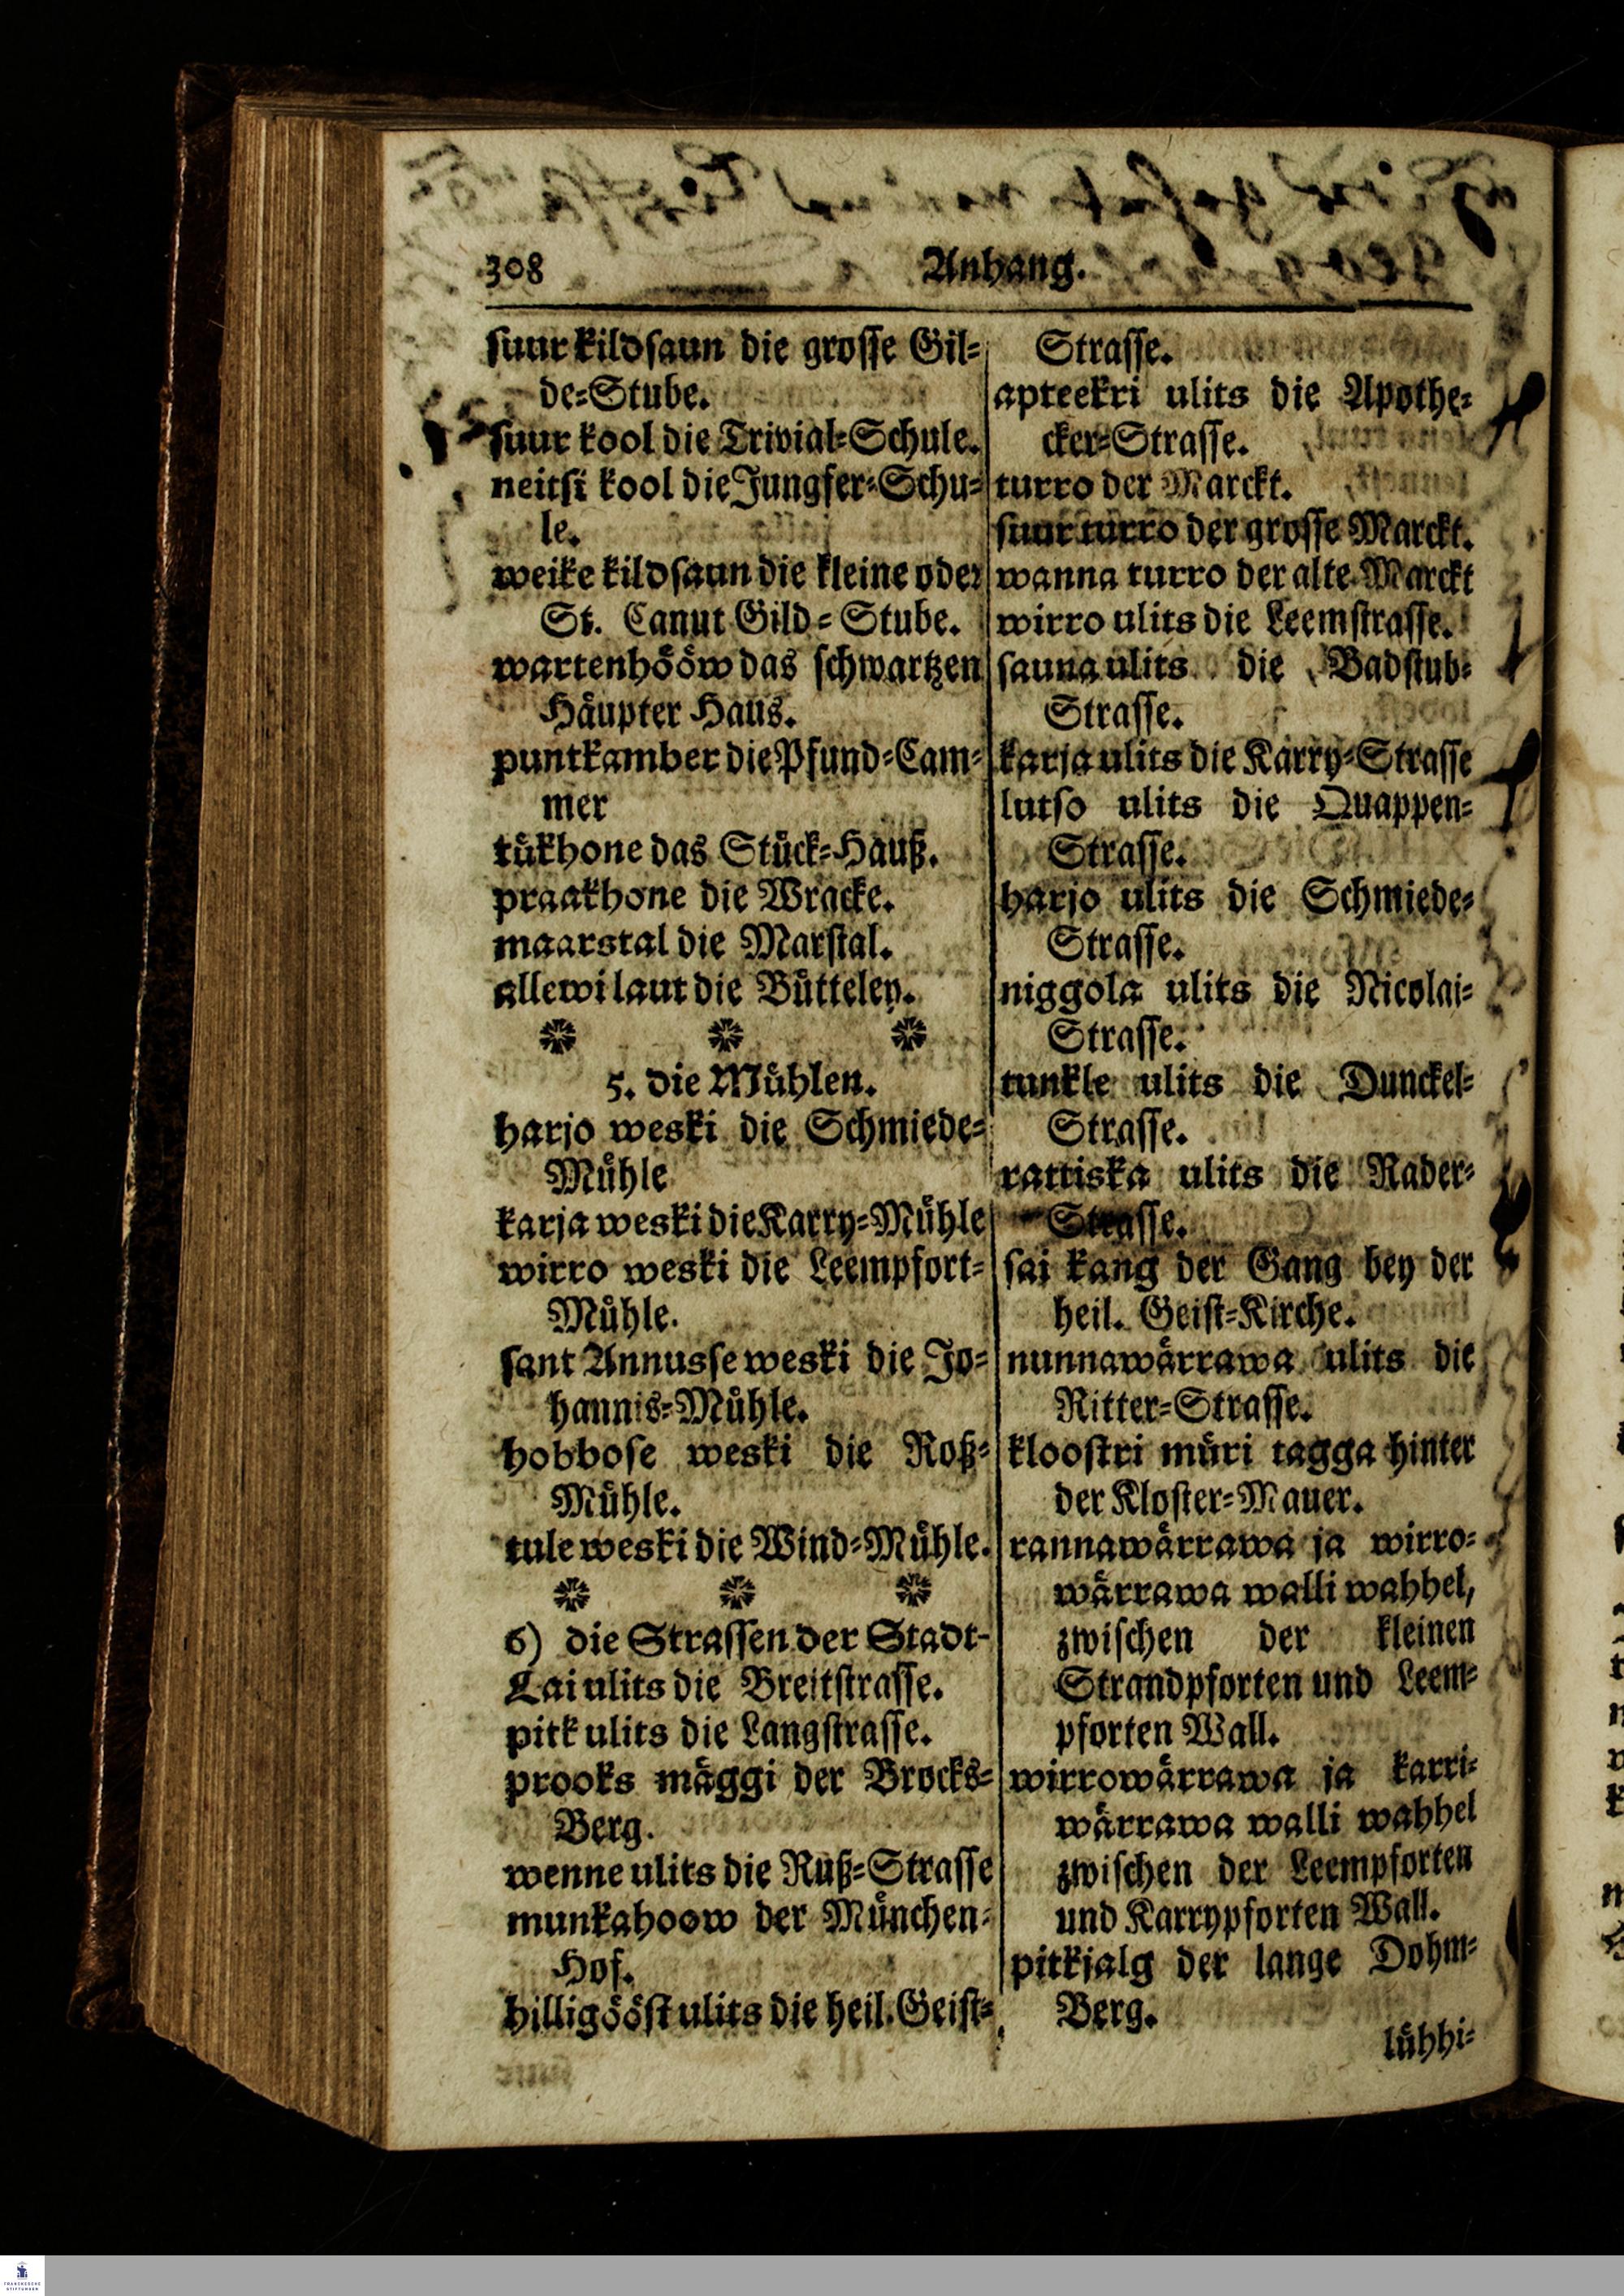 308
Anhang.
suur kildsaun die grosse Gil⸗
de⸗Stube.
suur kool die Trivial⸗Schule.
neitsi kool die Jungfer⸗Schu⸗
le.
weike kildsaun die kleine oder
St. Canut Gild⸗Stube.
wartenhööw das schwartzen
Häupter Haus.
puntkamber die Pfund⸗Cam⸗
mer
tükhone das Stück⸗Hauß.
praakhone die Wracke.
maarstal die Marstal.
allewi laut die Bütteley.
5. die Mühlen.
harjo weski die Schmiede⸗
Mühle
karja weski die Karry⸗Mühle
wirro weski die Leempfort⸗
Mühle.
sant Annusse weski die Jo⸗
hannis⸗Mühle.
hobbose weski die Roß⸗
Mühle.
tule weski die Wind⸗Mühle.
6) die Strassen der Stadt-
Lai ulits die Breitstrasse.
pitk ulits die Langstrasse.
prooks mäggi der Brocks⸗
Berg.
wenne ulits die Ruß⸗Strasse
munkahoow der München⸗
Hof.
hilligööst ulits die heil. Geist⸗
Strasse.
apteekri ulits die Apothe⸗
cker⸗Strasse.
turro der Marckt.
suur turro der grosse Marckt.
wanna turro der alte Marckt
wirro ulits die Leemstrasse.
sauna ulits die Badstub⸗
Strasse.
karja ulits die Karry⸗Strasse
lutso ulits die Quappen⸗
Strasse.
harjo ulits die Schmiede⸗
Strasse.
niggola ulits die Nicolai⸗
Strasse.
tunkle ulits die Dunckel⸗
Strasse.
rattiska ulits die Rader⸗
Strasse.
sai kang der Gang bey der
heil. Geist⸗Kirche.
nunnawärrawa ulits die
Ritter⸗Strasse.
kloostri müri tagga hinter
der Kloster⸗Mauer.
rannawärrawa ja wirro⸗
wärrawa walli wahhel,
zwischen der kleinen
Strandpforten und Leem⸗
pforten Wall.
wirrowärrawa ja karri⸗
wärrawa walli wahhel
zwischen der Leempforten
und Karrypforten Wall.
pitkjalg der lange Dohm⸗
Berg.
lühhi⸗
FRANCKESCHE
STIFTUNGEN